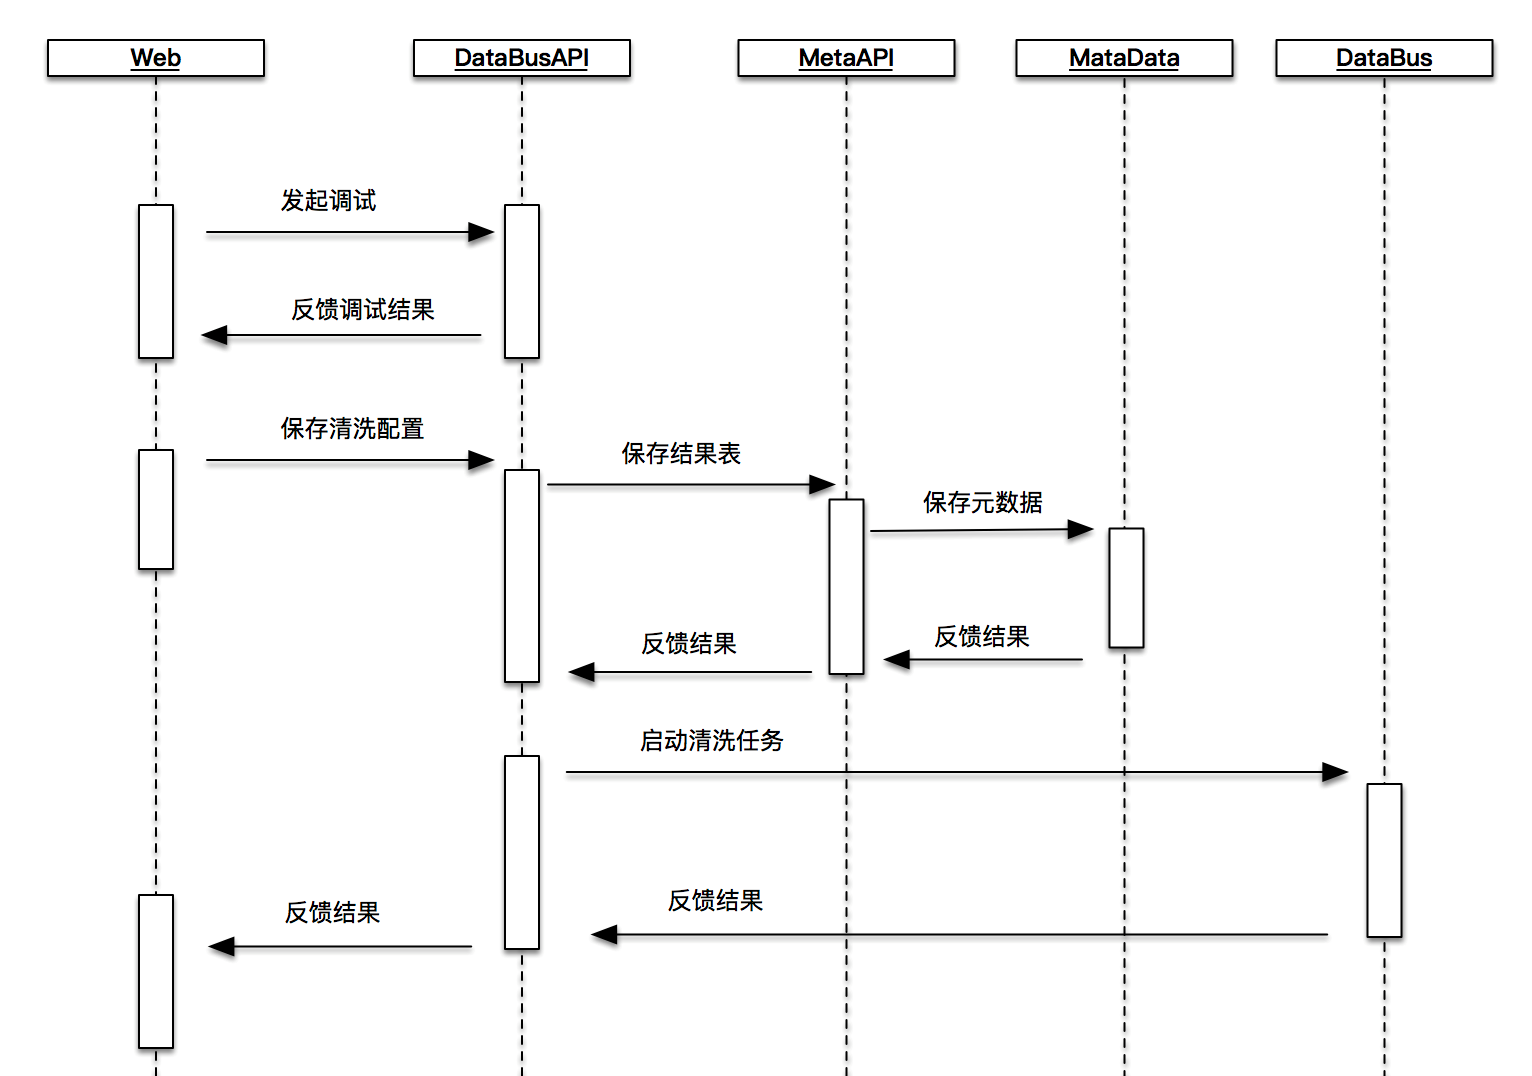 Web
DataBusAPI
MetaAPI
MataData
DataBus
发起调试
反馈调试结果
保存清洗配置
保存结果表
保存元数据
反馈结果
反馈结果
启动清洗任务
反馈结果
反馈结果